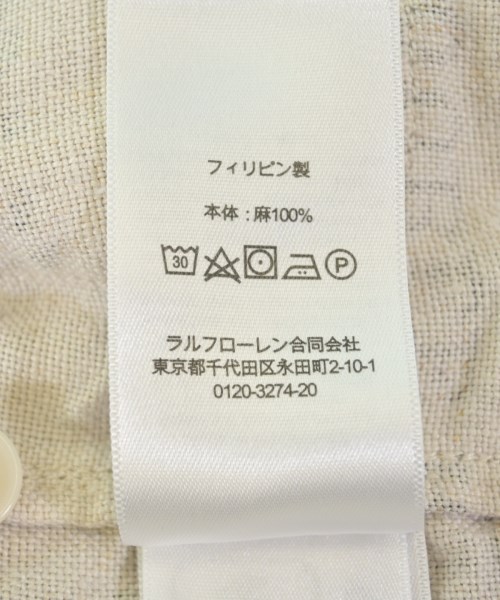 フィリピン製
本体 : 麻100%
30
P
ラルフローレン合同会社
東京都千代田区永田町2-10-1
0120-3274-20